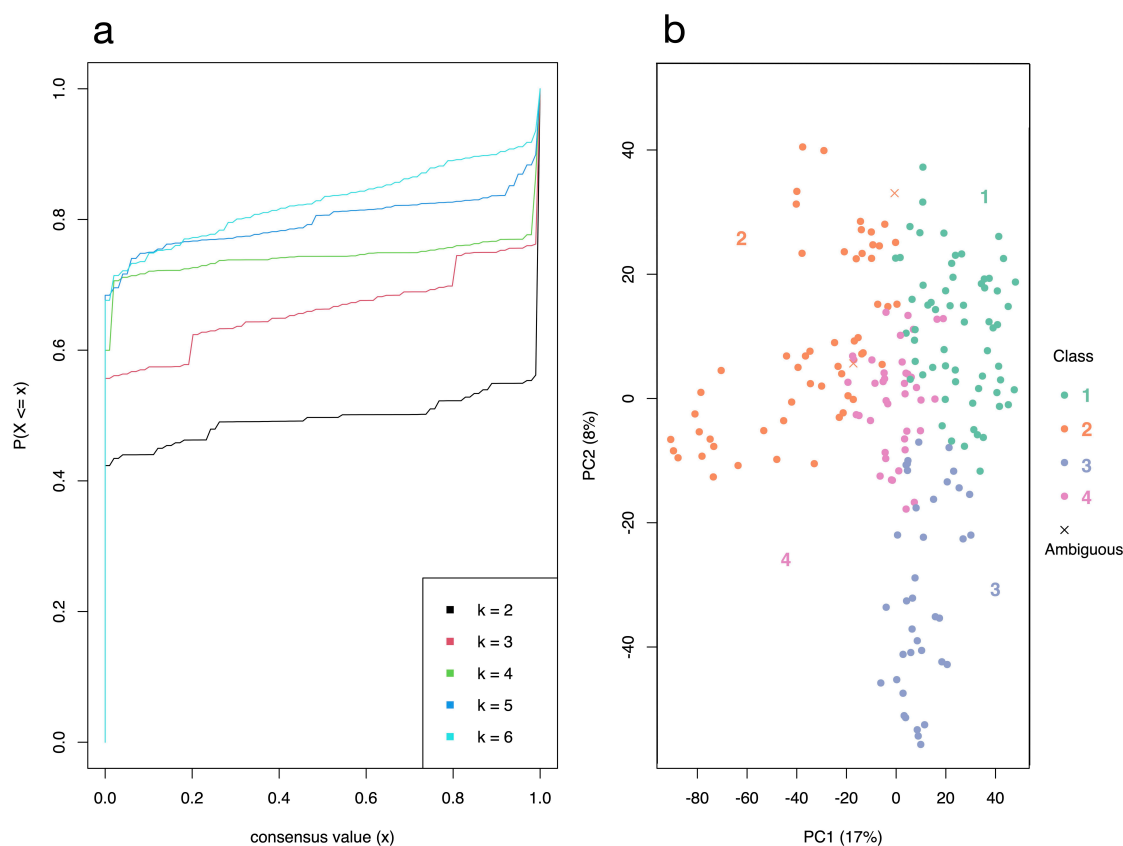 a
P(X <= x)
0.0 0.2 0.4 0.6 0.8 1.0
0.0 0.2 0.4 0.6 0.8 1.0
consensus value (x)
k = 2
k = 3
k = 4
k = 5
k = 6
b
PC2 (8%)
-40 -20 0 20 40
-80 -60 -40 -20 0 20 40
PC1 (17%)
1
2
4
3
Class
1
2
3
4
Ambiguous